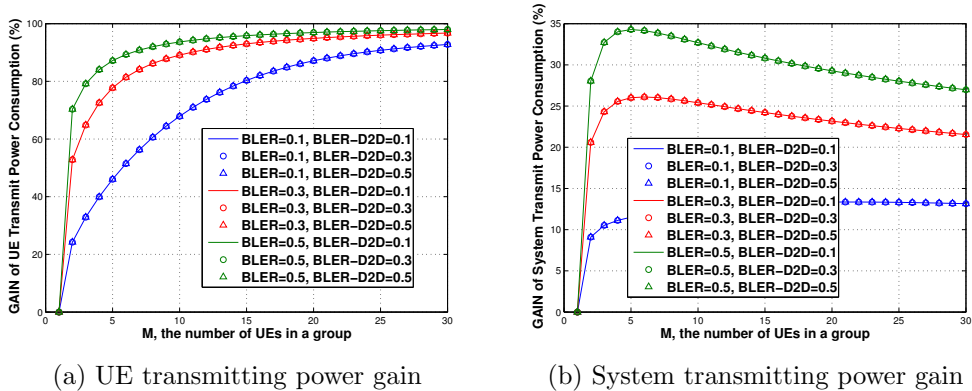 GAIN of UE Transmit Power Consumption (%)
100
80
60
40
20
0
0 5 10 15 20 25 30
M, the number of UEs in a group
BLER=0.1, BLER−D2D=0.1
BLER=0.1, BLER−D2D=0.3
BLER=0.1, BLER−D2D=0.5
BLER=0.3, BLER−D2D=0.1
BLER=0.3, BLER−D2D=0.3
BLER=0.3, BLER−D2D=0.5
BLER=0.5, BLER−D2D=0.1
BLER=0.5, BLER−D2D=0.3
BLER=0.5, BLER−D2D=0.5
(a) UE transmitting power gain
GAIN of System Transmit Power Consumption (%)
35
30
25
20
15
10
5
0
0 5 10 15 20 25 30
M, the number of UEs in a group
BLER=0.1, BLER−D2D=0.1
BLER=0.1, BLER−D2D=0.3
BLER=0.1, BLER−D2D=0.5
BLER=0.3, BLER−D2D=0.1
BLER=0.3, BLER−D2D=0.3
BLER=0.3, BLER−D2D=0.5
BLER=0.5, BLER−D2D=0.1
BLER=0.5, BLER−D2D=0.3
BLER=0.5, BLER−D2D=0.5
(b) System transmitting power gain